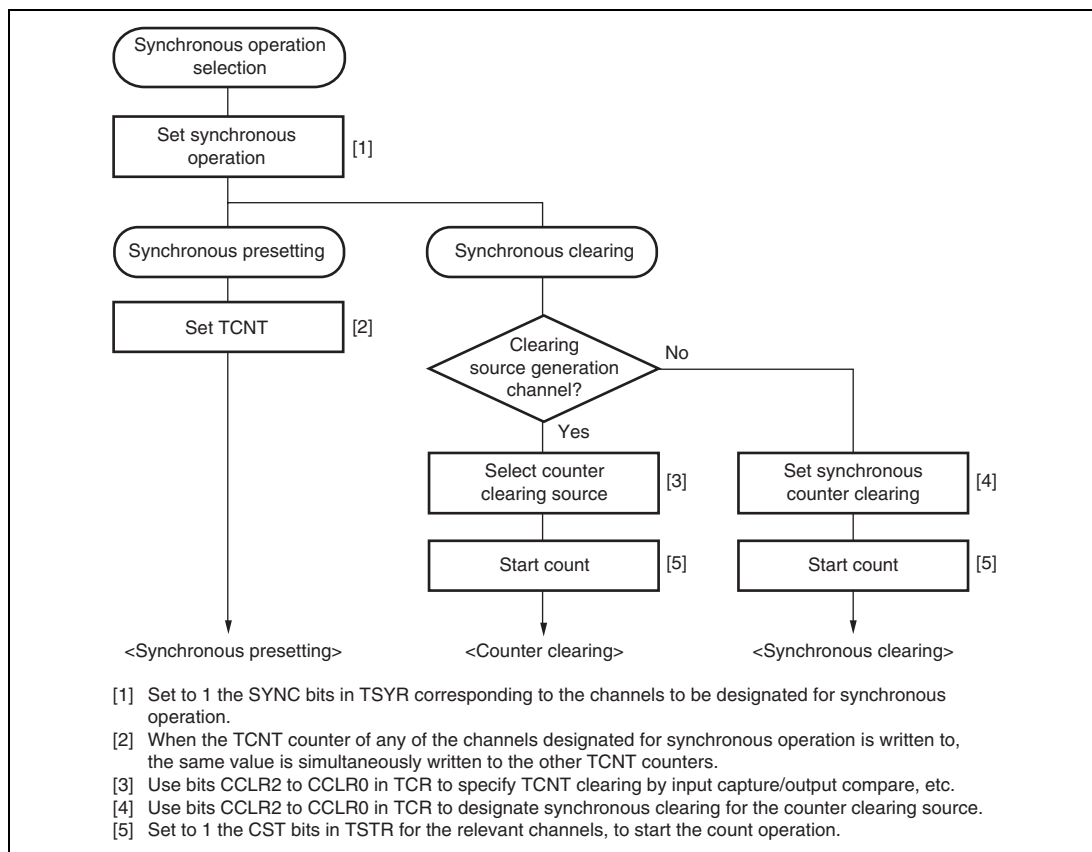 Synchronous operation
selection
Set synchronous
operation
[1]
Synchronous presetting
Synchronous clearing
Set TCNT
[2]
Clearing
source generation
channel?
No
Yes
Select counter
clearing source
[3]
Set synchronous
counter clearing
[4]
Start count
[5]
Start count
[5]
<Synchronous presetting>
<Counter clearing>
<Synchronous clearing>
[1] Set to 1 the SYNC bits in TSYR corresponding to the channels to be designated for synchronous
operation.
[2] When the TCNT counter of any of the channels designated for synchronous operation is written to,
the same value is simultaneously written to the other TCNT counters.
[3] Use bits CCLR2 to CCLR0 in TCR to specify TCNT clearing by input capture/output compare, etc.
[4] Use bits CCLR2 to CCLR0 in TCR to designate synchronous clearing for the counter clearing source.
[5] Set to 1 the CST bits in TSTR for the relevant channels, to start the count operation.